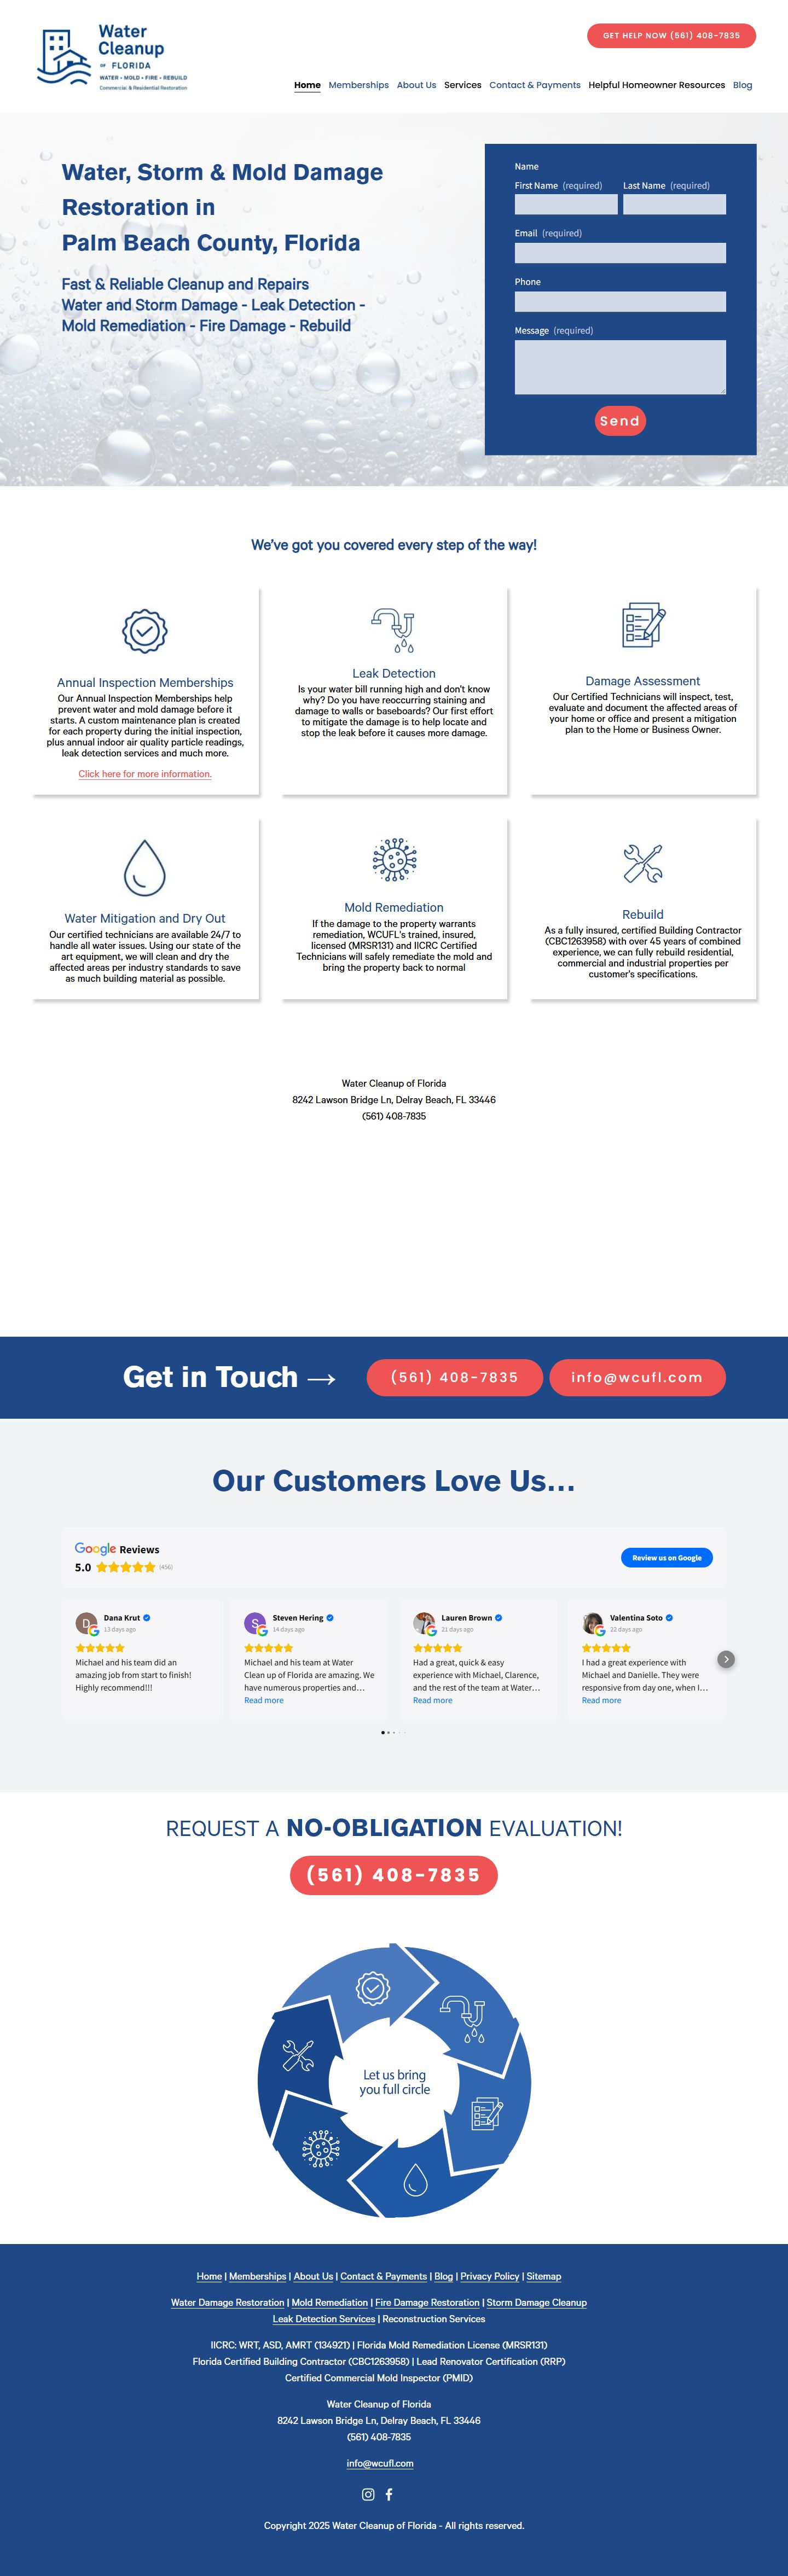 Water
Cleanup
OF FLORIDA
WATER • MOLD • FIRE • REBUILD
Commercial & Residential Restoration
GET HELP NOW (561) 408-7835
Home Memberships About Us Services Contact & Payments Helpful Homeowner Resources Blog
Water, Storm & Mold Damage
Restoration in
Palm Beach County, Florida
Fast & Reliable Cleanup and Repairs
Water and Storm Damage - Leak Detection -
Mold Remediation - Fire Damage - Rebuild
Name
First Name (required) Last Name (required)
Email (required)
Phone
Message (required)
Send
We've got you covered every step of the way!
Annual Inspection Memberships
Our Annual Inspection Memberships help
prevent water and mold damage before it
starts. A custom maintenance plan is created
for each property during the initial inspection,
plus annual indoor air quality particle readings,
leak detection services and much more.
Click here for more information.
Leak Detection
Is your water bill running high and don't know
why? Do you have reoccurring staining and
damage to walls or baseboards? Our first effort
to mitigate the damage is to help locate and
stop the leak before it causes more damage.
Damage Assessment
Our Certified Technicians will inspect, test,
evaluate and document the affected areas of
your home or office and present a mitigation
plan to the Home or Business Owner.
Water Mitigation and Dry Out
Our certified technicians are available 24/7 to
handle all water issues. Using our state of the
art equipment, we will clean and dry the
affected areas per industry standards to save
as much building material as possible.
Mold Remediation
If the damage to the property warrants
remediation, WCUFL's trained, insured,
licensed (MRSR131) and IICRC Certified
Technicians will safely remediate the mold and
bring the property back to normal
Rebuild
As a fully insured, certified Building Contractor
(CBC1263958) with over 45 years of combined
experience, we can fully rebuild residential,
commercial and industrial properties per
customer's specifications.
Water Cleanup of Florida
8242 Lawson Bridge Ln, Delray Beach, FL 33446
(561) 408-7835
Get in Touch → (561) 408-7835 info@wcufl.com
Our Customers Love Us...
Google Reviews
5.0 (456)
Review us on Google
D
Dana Krut
13 days ago
Michael and his team did an
amazing job from start to finish!
Highly recommend!!!
S
Steven Hering
14 days ago
Michael and his team at Water
Clean up of Florida are amazing. We
have numerous properties and...
Read more
Lauren Brown
21 days ago
Had a great, quick & easy
experience with Michael, Clarence,
and the rest of the team at Water...
Read more
Valentina Soto
22 days ago
I had a great experience with
Michael and Danielle. They were
responsive from day one, when I...
Read more
REQUEST A NO-OBLIGATION EVALUATION!
(561) 408-7835
Let us bring
you full circle
Home | Memberships | About Us | Contact & Payments | Blog | Privacy Policy | Sitemap
Water Damage Restoration | Mold Remediation | Fire Damage Restoration | Storm Damage Cleanup
Leak Detection Services | Reconstruction Services
IICRC: WRT, ASD, AMRT (134921) | Florida Mold Remediation License (MRSR131)
Florida Certified Building Contractor (CBC1263958) | Lead Renovator Certification (RRP)
Certified Commercial Mold Inspector (PMID)
Water Cleanup of Florida
8242 Lawson Bridge Ln, Delray Beach, FL 33446
(561) 408-7835
info@wcufl.com
Copyright 2025 Water Cleanup of Florida - All rights reserved.